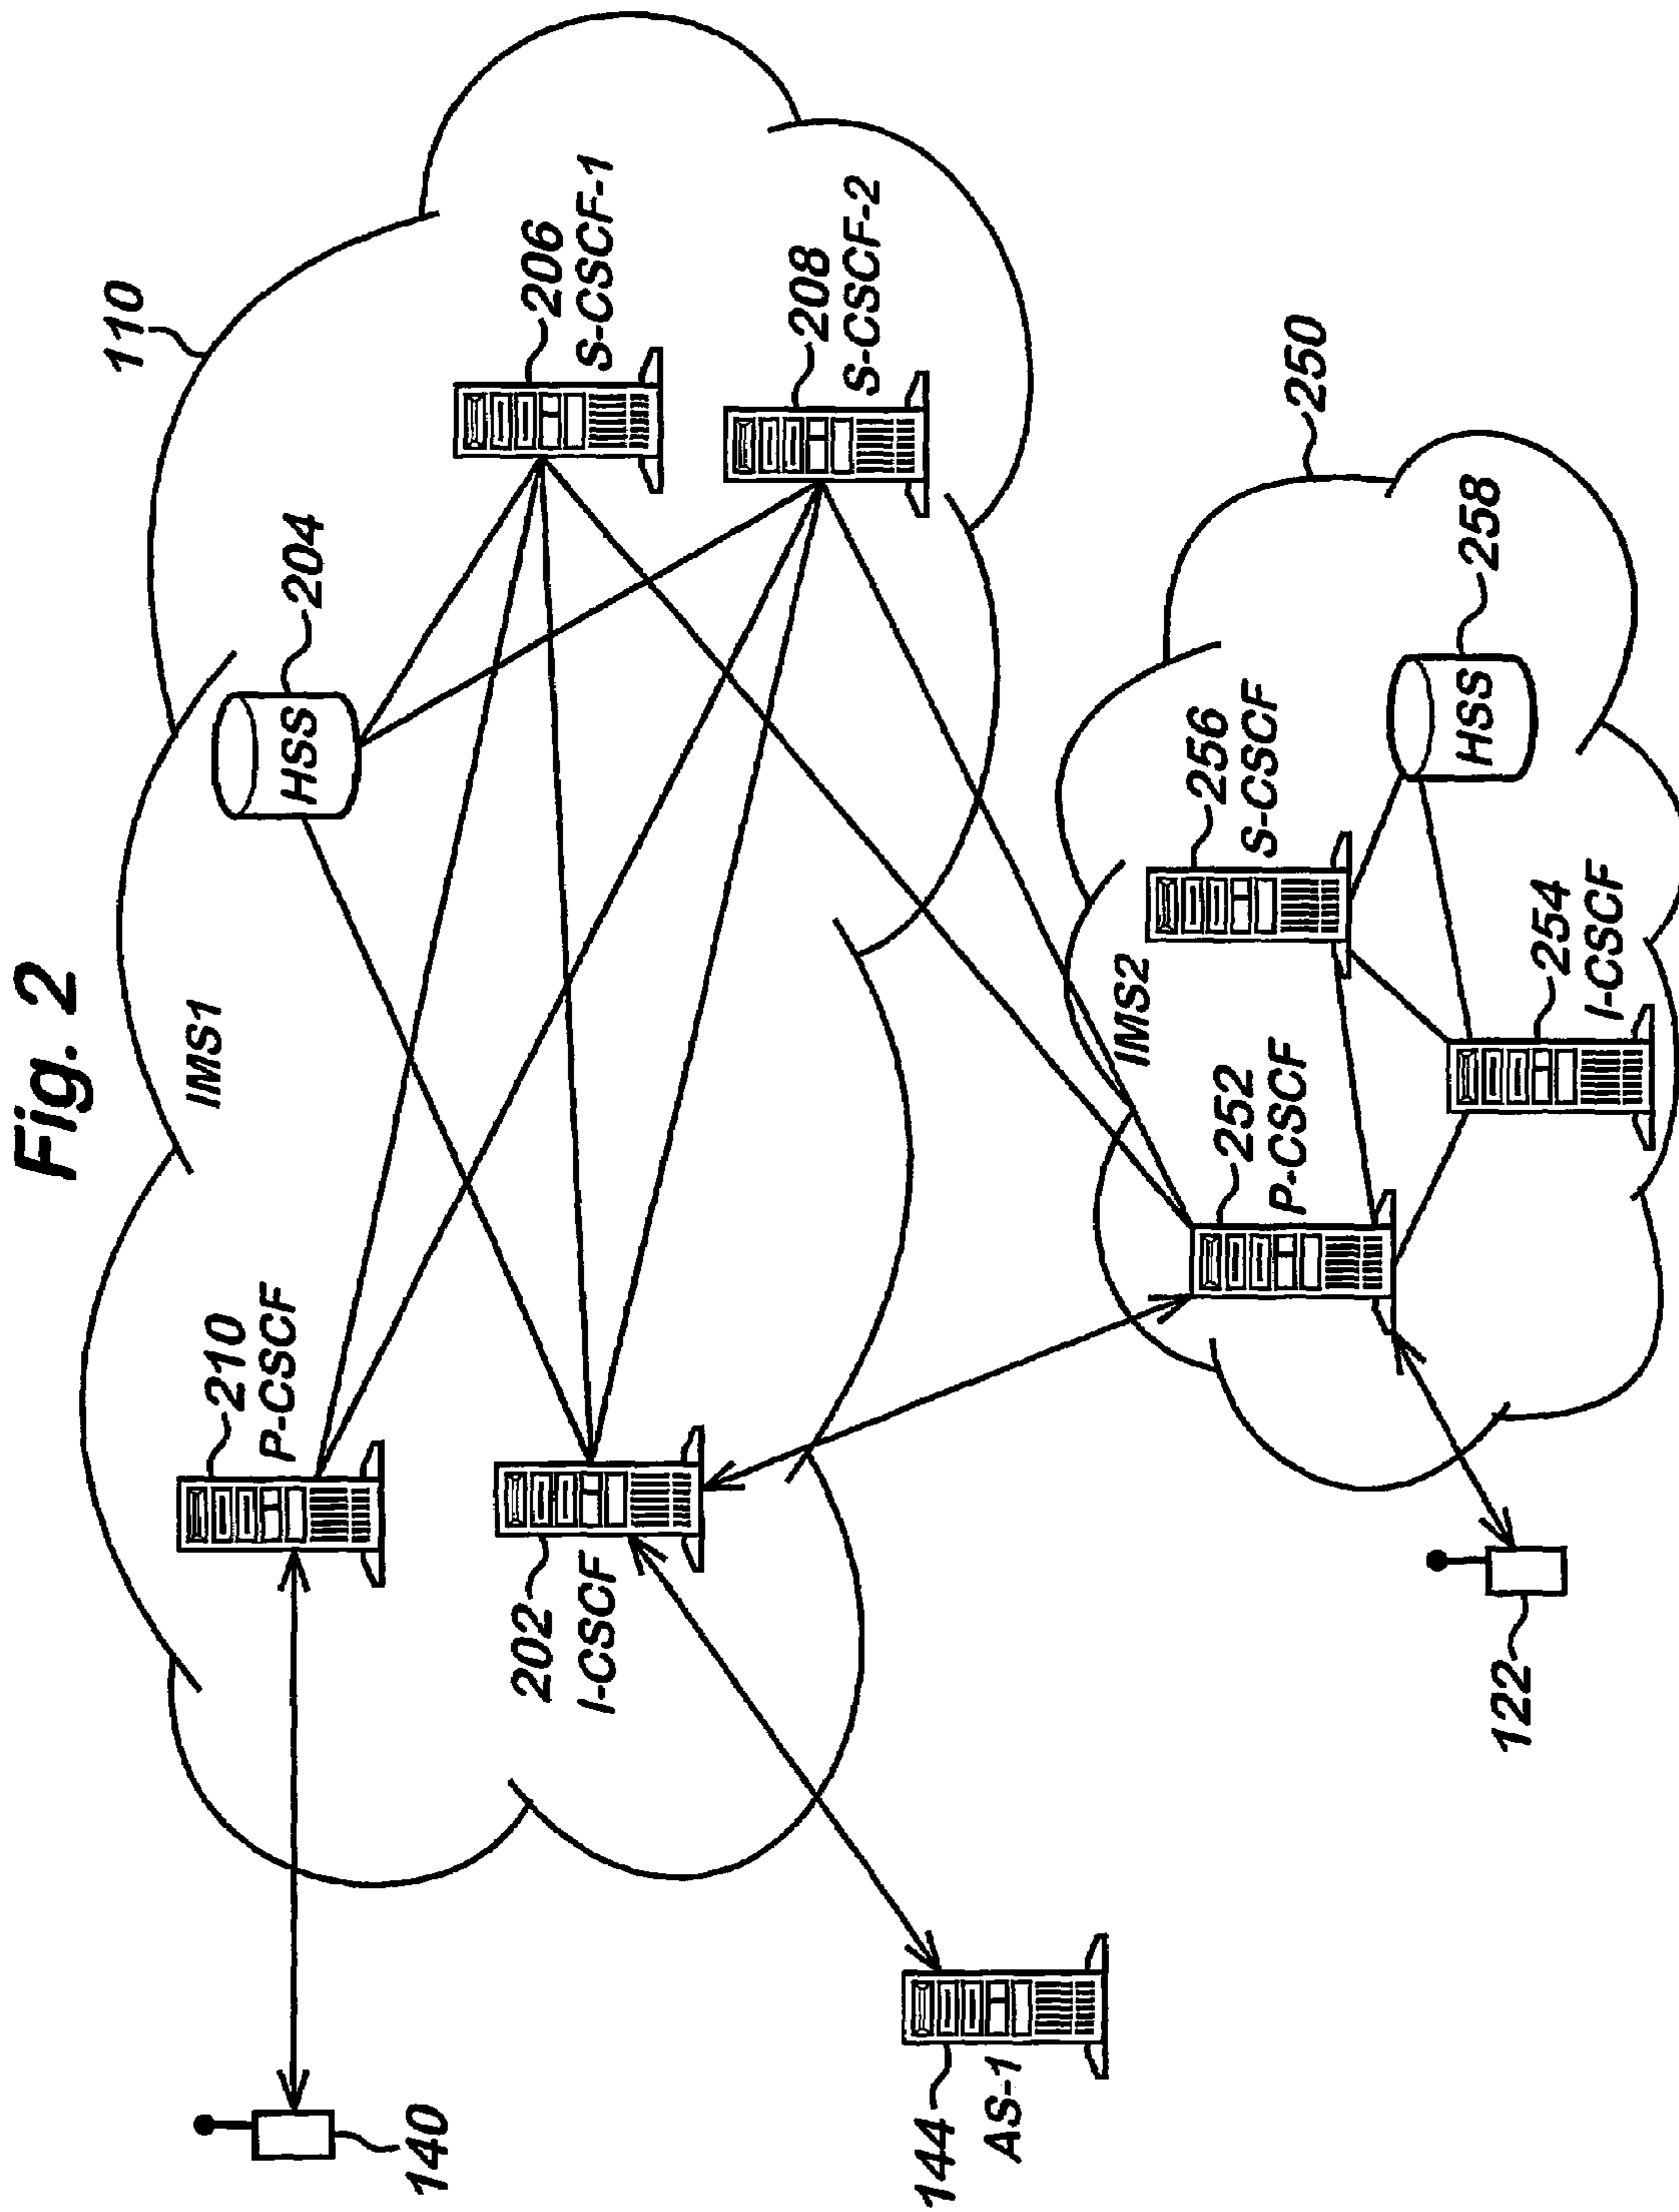 Fig. 2
110
IMS1
HSS
204
206
S-CSCF-1
208
S-CSCF-2
210
P-CSCF
202
I-CSCF
140
144
AS-1
250
IMS2
252
P-CSCF
256
S-CSCF
HSS
258
254
I-CSCF
122